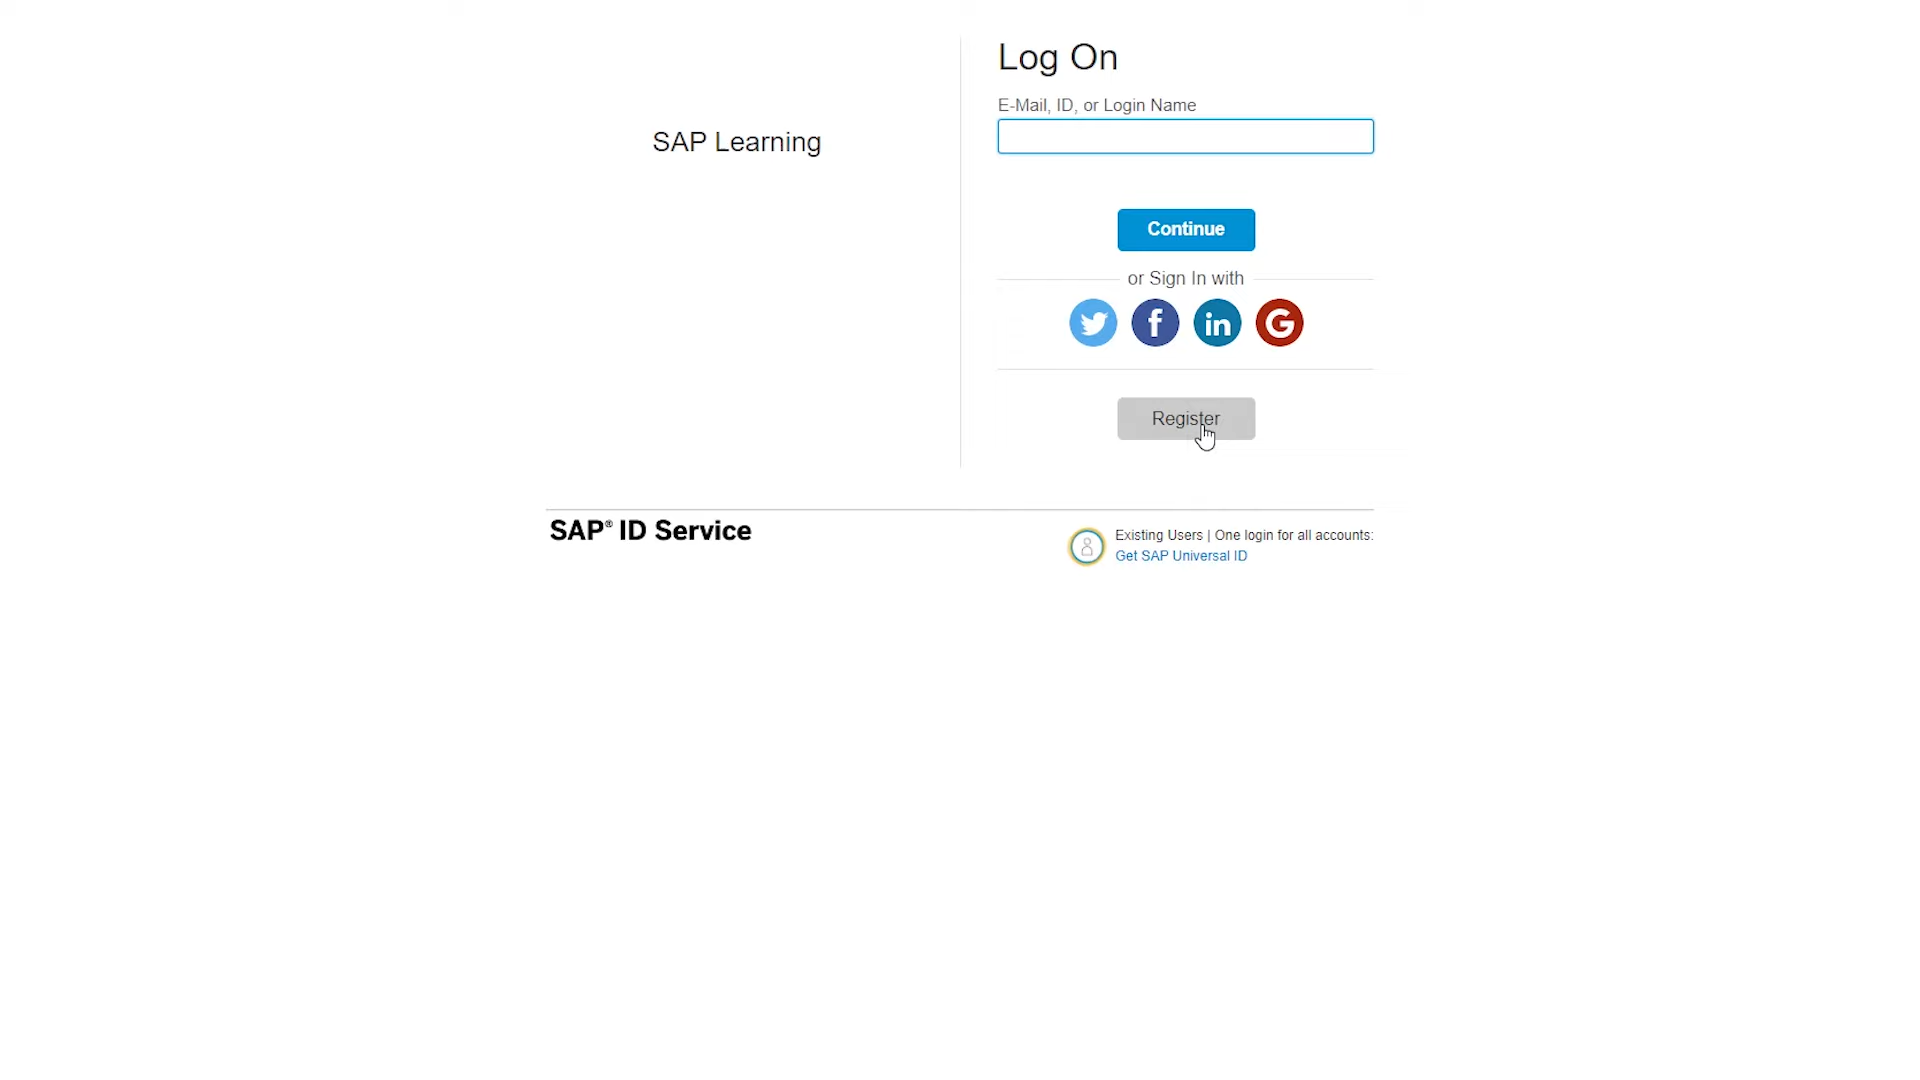 SAP Learning
Log On
E-Mail, ID, or Login Name
Continue
or Sign In with
Register
SAP® ID Service
Existing Users | One login for all accounts:
Get SAP Universal ID